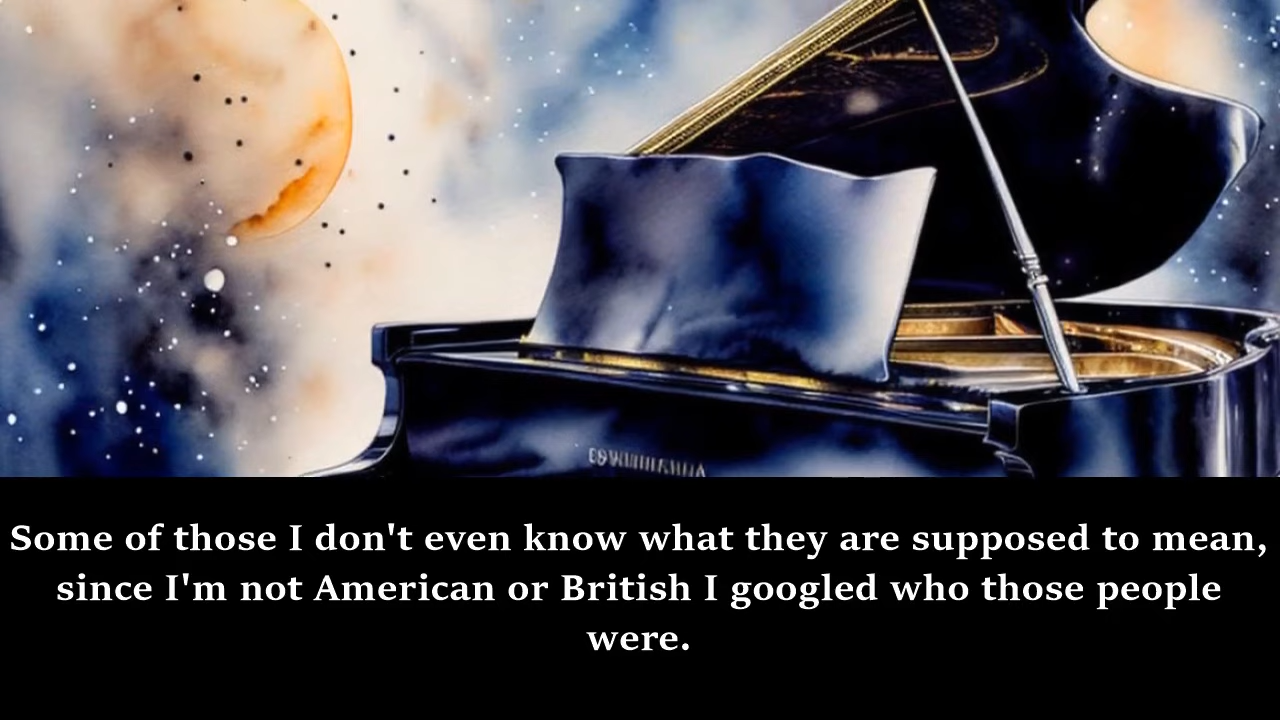 Some of those I don't even know what they are supposed to mean,
since I'm not American or British I googled who those people
were.